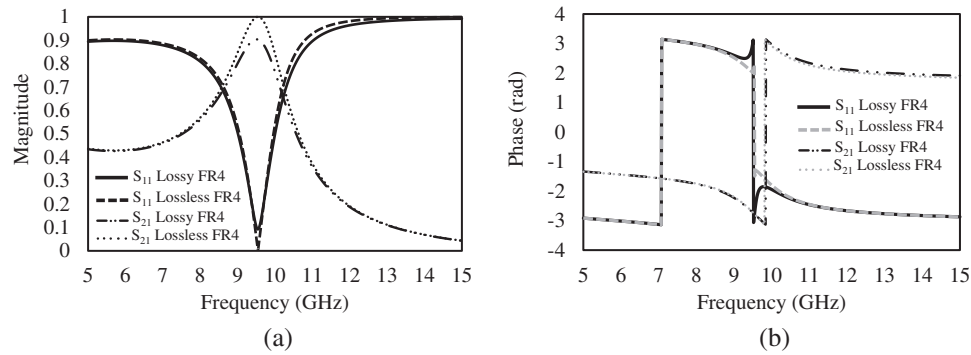 1
0.9
0.8
0.7
0.6
0.5
0.4
0.3
0.2
0.1
0
Magnitude
S11 Lossy FR4
S11 Lossless FR4
S21 Lossy FR4
S21 Lossless FR4
5 6 7 8 9 10 11 12 13 14 15
Frequency (GHz)
(a)
4
3
2
1
0
-1
-2
-3
-4
Phase (rad)
S11 Lossy FR4
S11 Lossless FR4
S21 Lossy FR4
S21 Lossless FR4
5 6 7 8 9 10 11 12 13 14 15
Frequency (GHz)
(b)